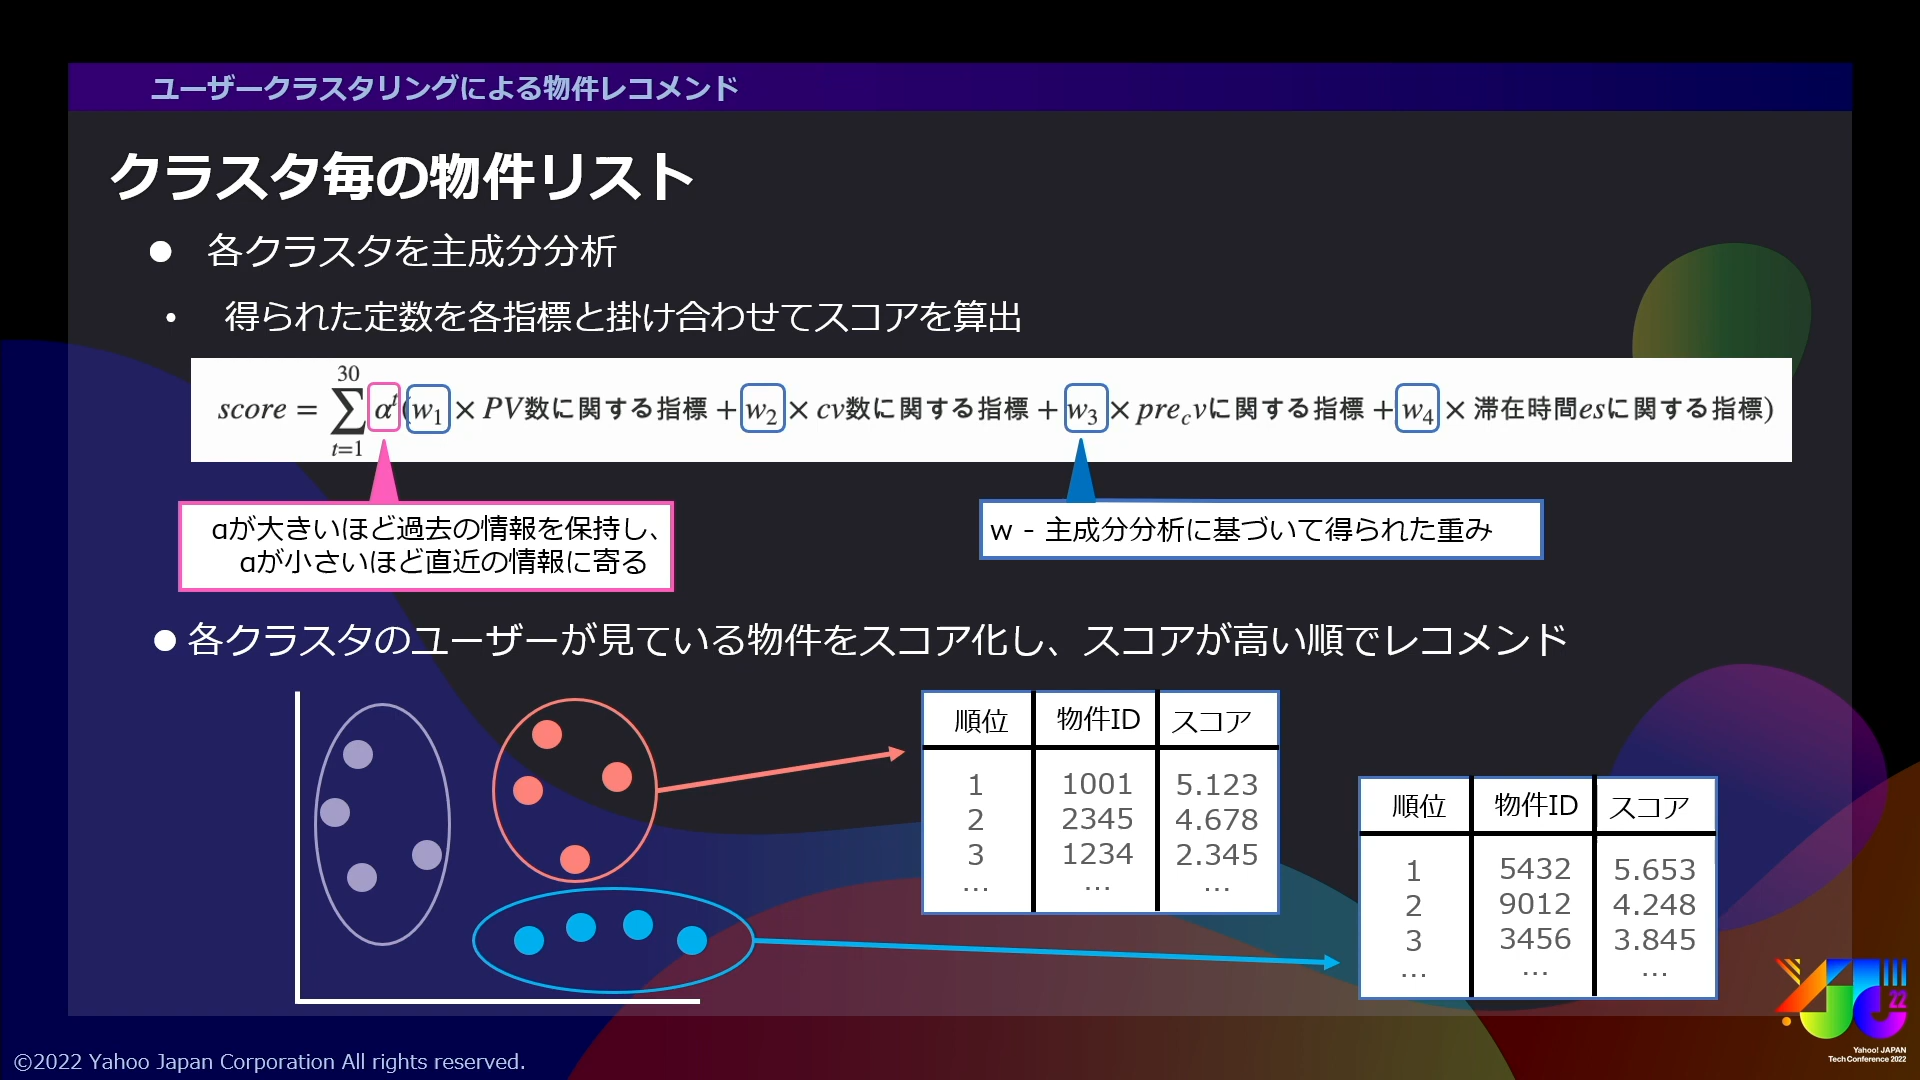 ユーザークラスタリングによる物件レコメンド
クラスタ毎の物件リスト
● 各クラスタを主成分分析
• 得られた定数を各指標と掛け合わせてスコアを算出
30
score = ∑ α^t (w₁ × PV数に関する指標 + w₂ × cv数に関する指標 + w₃ × pre_cvに関する指標 + w₄ × 滞在時間esに関する指標)
t=1
αが大きいほど過去の情報を保持し、
αが小さいほど直近の情報に寄る
w - 主成分分析に基づいて得られた重み
● 各クラスタのユーザーが見ている物件をスコア化し、スコアが高い順でレコメンド
順位 物件ID スコア
1 1001 5.123
2 2345 4.678
3 1234 2.345
… … …
順位 物件ID スコア
1 5432 5.653
2 9012 4.248
3 3456 3.845
… … …
22
Yahoo! JAPAN
Tech Conference 2022
©2022 Yahoo Japan Corporation All rights reserved.